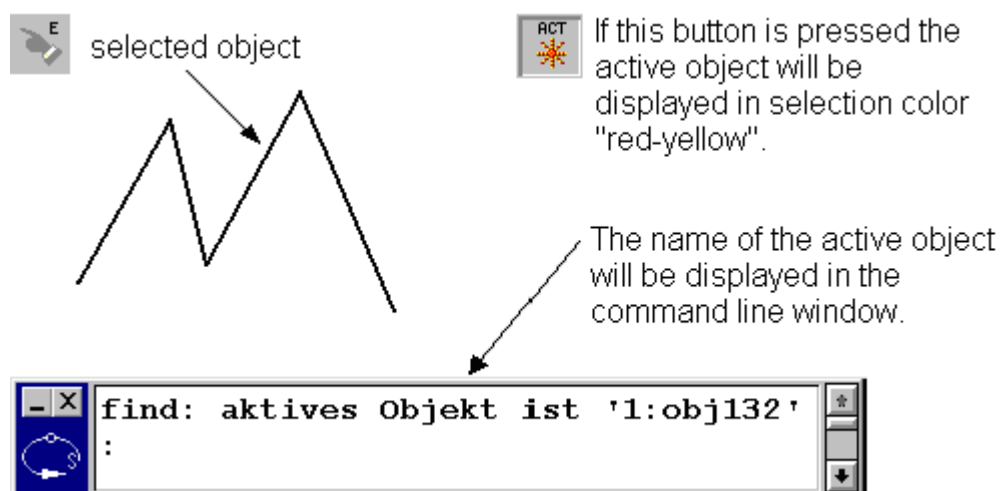 E
selected object
ACT
If this button is pressed the
active object will be
displayed in selection color
"red-yellow".
The name of the active object
will be displayed in the
command line window.
find: aktives Objekt ist '1:obj132'
:
S